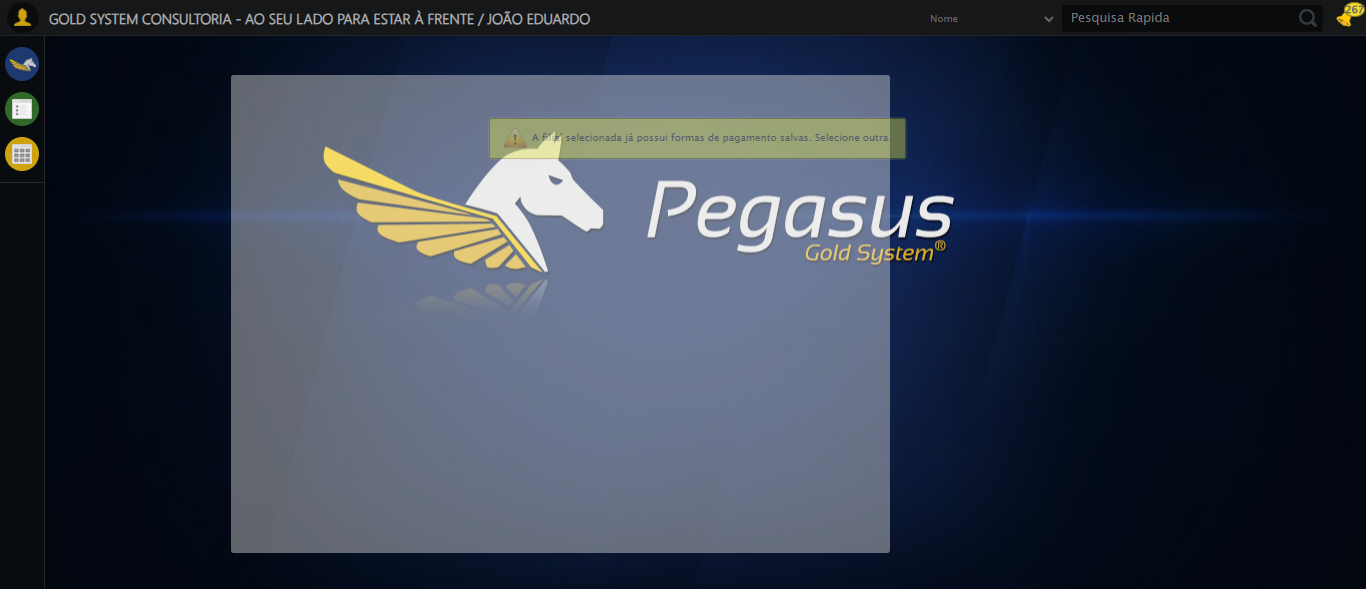 GOLD SYSTEM CONSULTORIA - AO SEU LADO PARA ESTAR À FRENTE / JOÃO EDUARDO
Nome
Pesquisa Rapida
267
A filial selecionada já possui formas de pagamento salvas. Selecione outra.
Pegasus
Gold System®